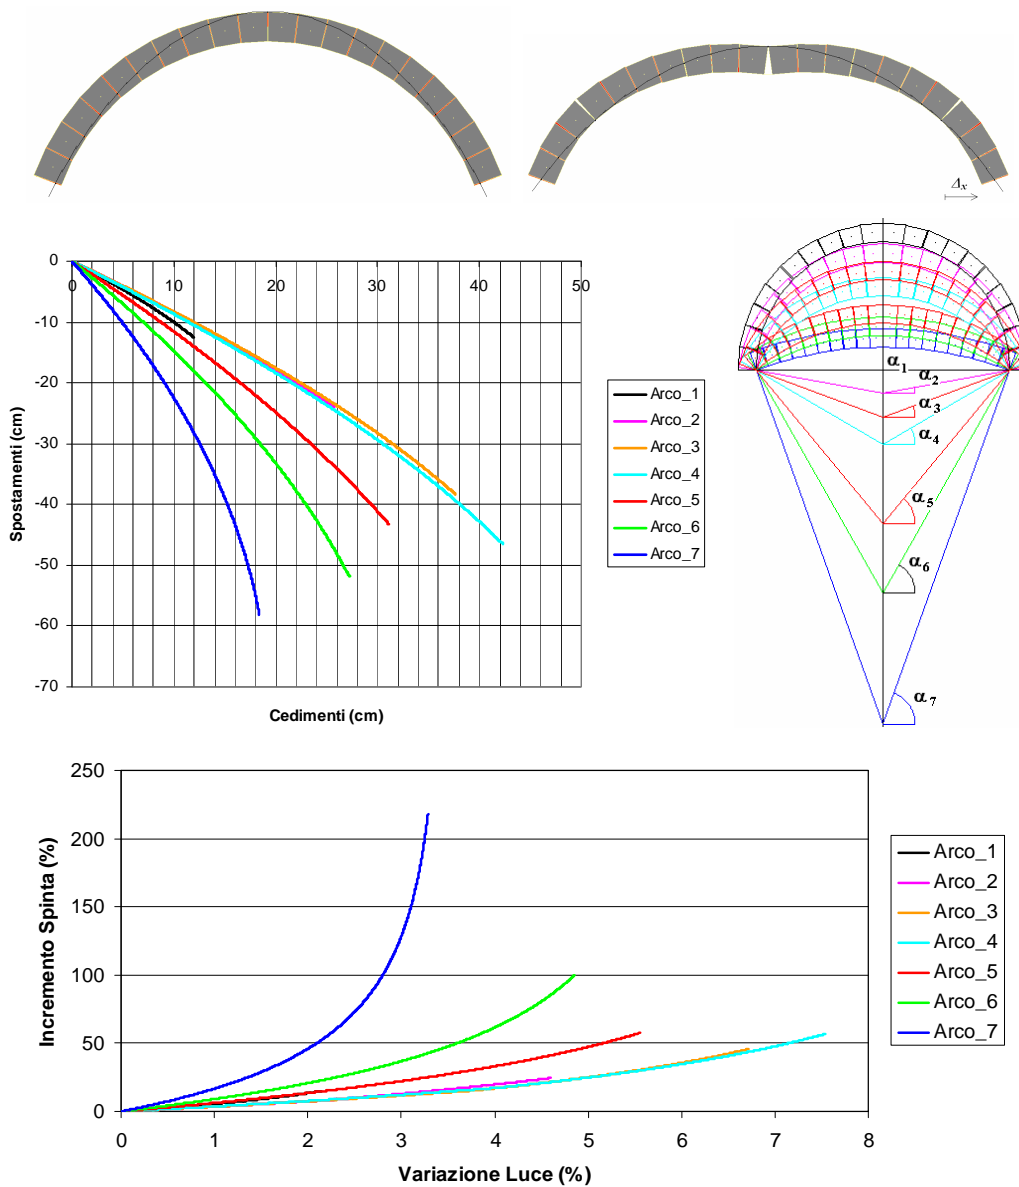 Δx
0
0 10 20 30 40 50
-10
-20
-30
-40
-50
-60
-70
Spostamenti (cm)
Cedimenti (cm)
Arco_1
Arco_2
Arco_3
Arco_4
Arco_5
Arco_6
Arco_7
α1
α2
α3
α4
α5
α6
α7
250
200
150
100
50
0
0 1 2 3 4 5 6 7 8
Incremento Spinta (%)
Variazione Luce (%)
Arco_1
Arco_2
Arco_3
Arco_4
Arco_5
Arco_6
Arco_7